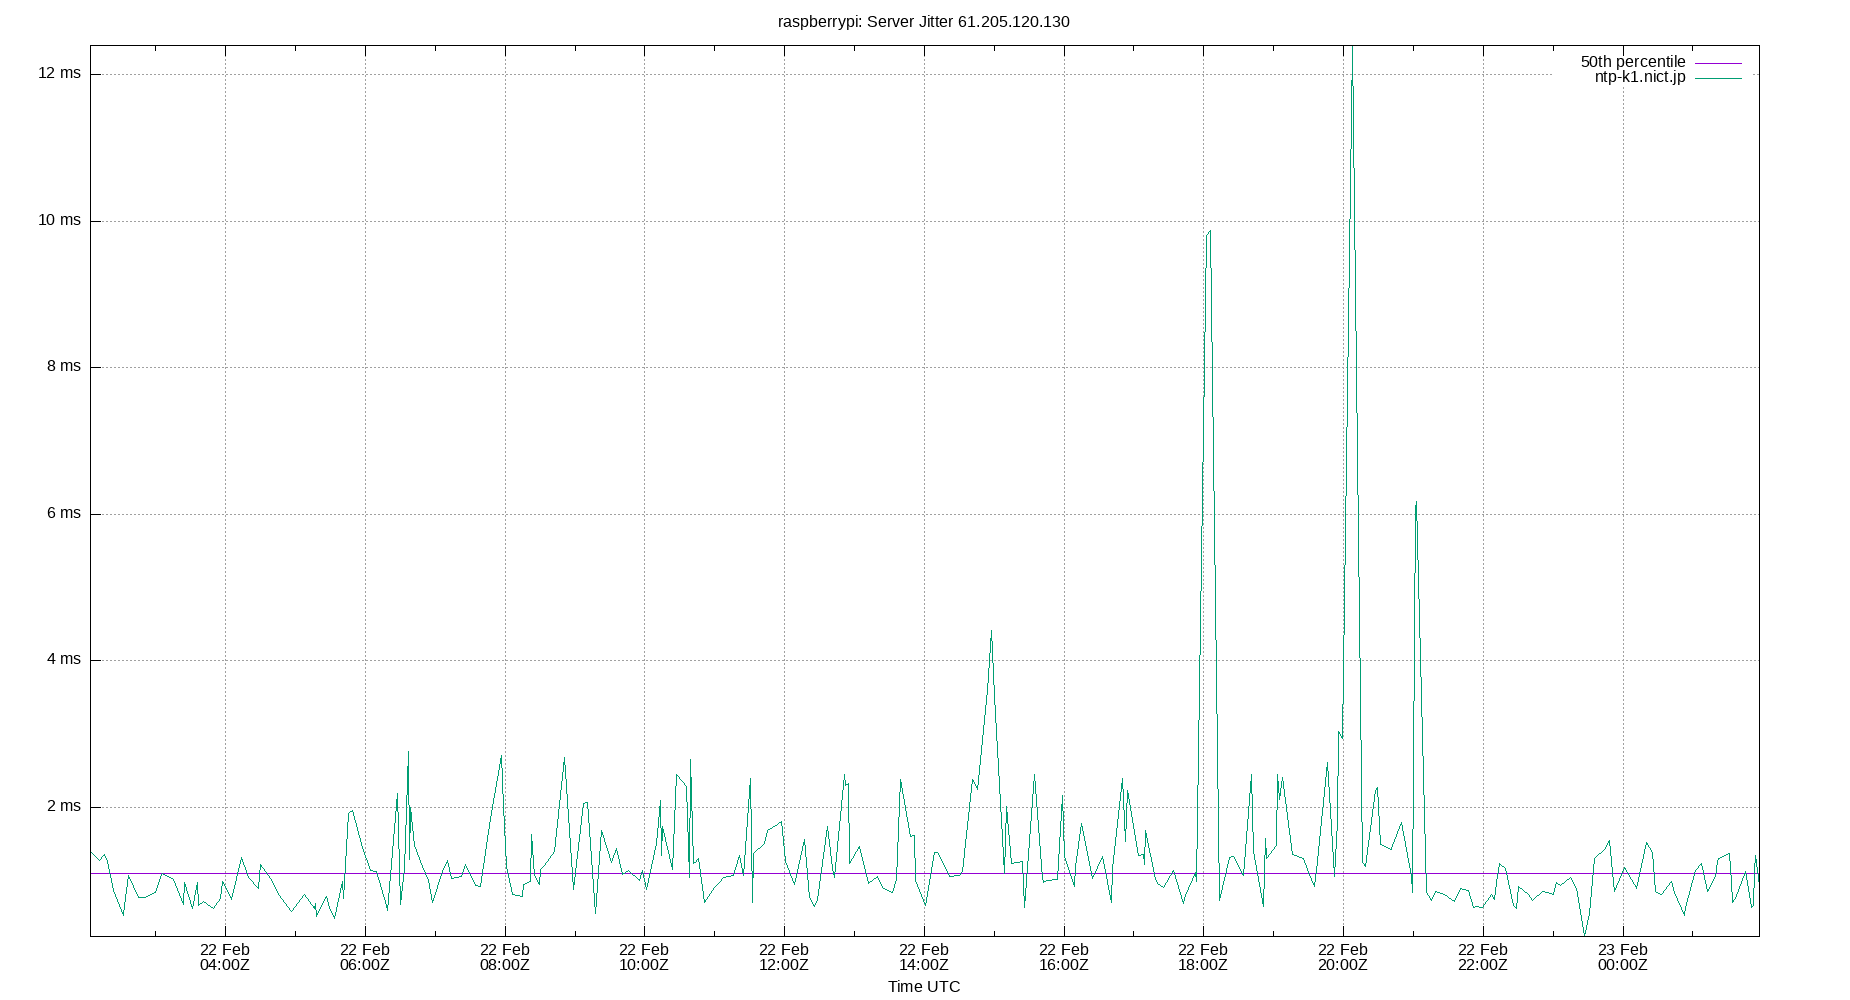 raspberrypi: Server Jitter 61.205.120.130
50th percentile
ntp-k1.nict.jp
12 ms
10 ms
8 ms
6 ms
4 ms
2 ms
22 Feb 22 Feb 22 Feb 22 Feb 22 Feb 22 Feb 22 Feb 22 Feb 22 Feb 22 Feb 23 Feb
04:00Z 06:00Z 08:00Z 10:00Z 12:00Z 14:00Z 16:00Z 18:00Z 20:00Z 22:00Z 00:00Z
Time UTC